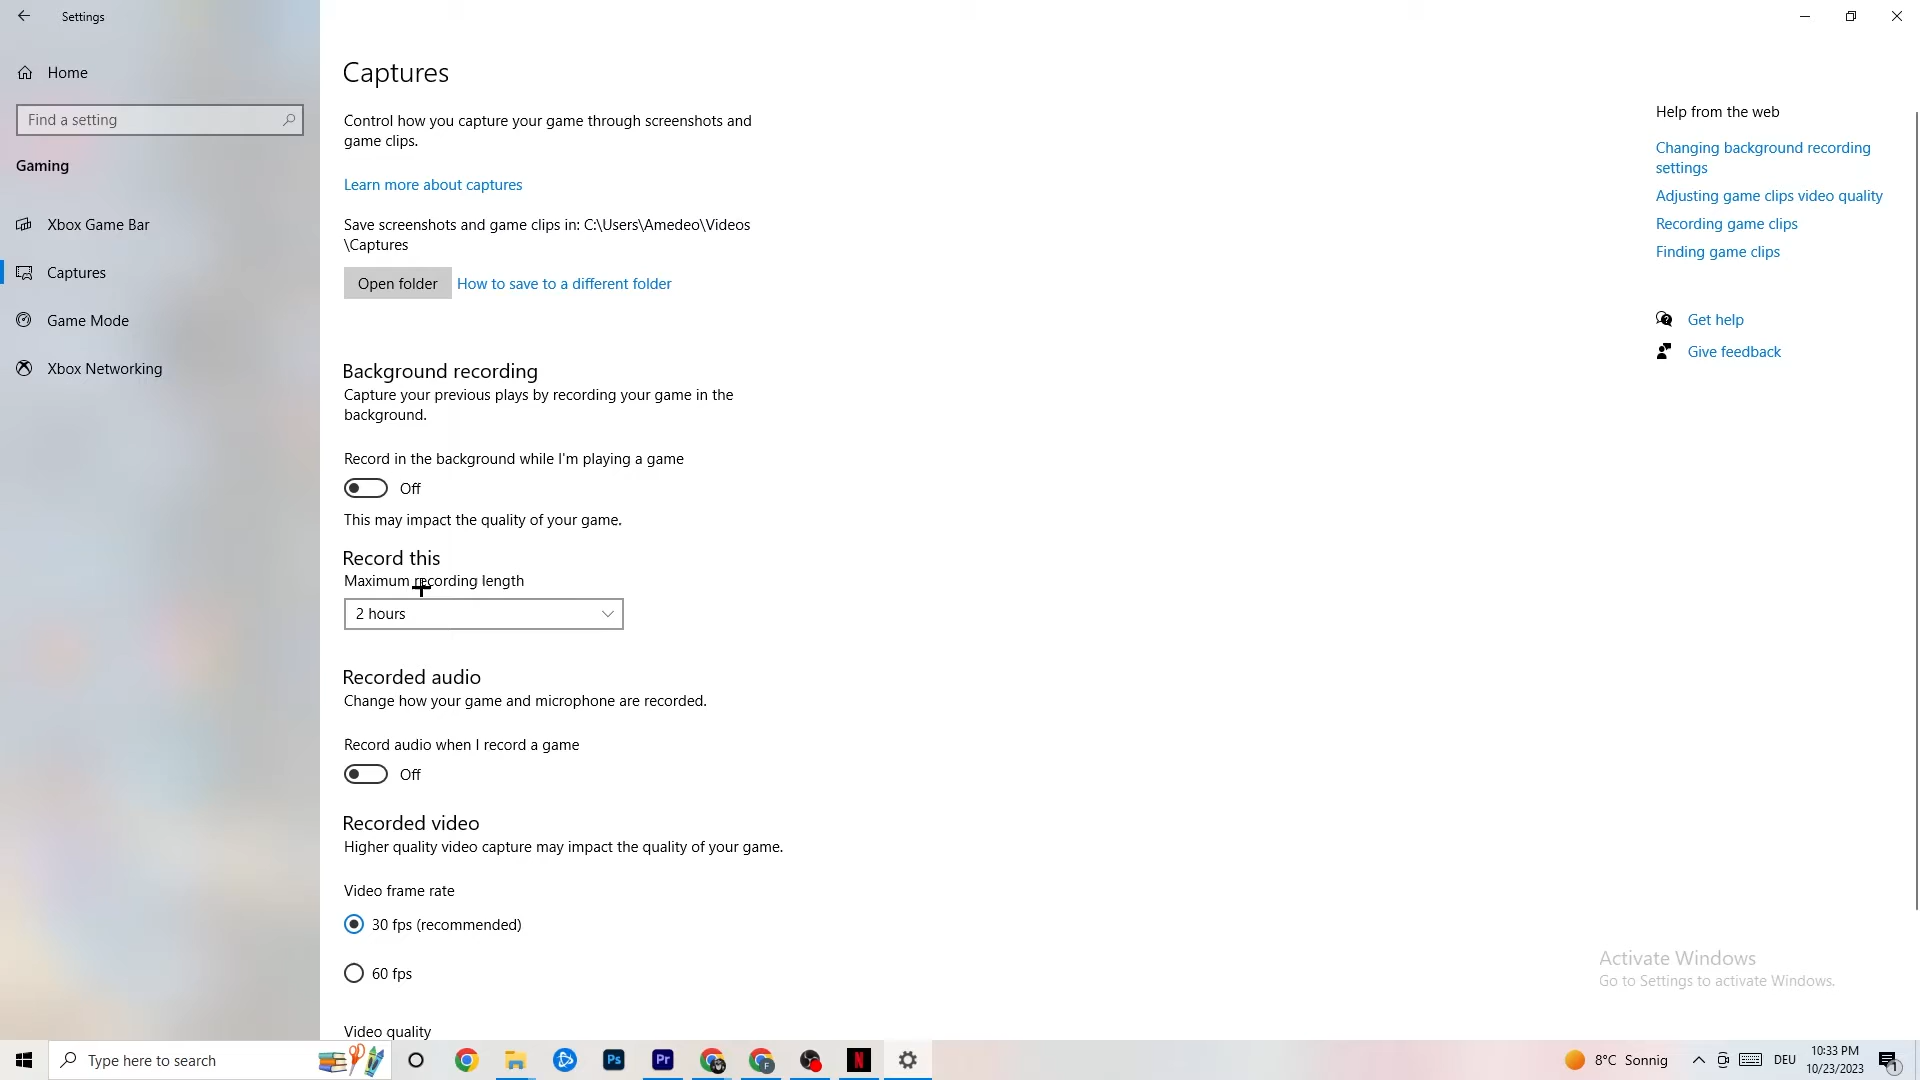 Settings
Home
Find a setting
Gaming
Xbox Game Bar
Captures
Game Mode
Xbox Networking
Captures
Control how you capture your game through screenshots and
game clips.
Learn more about captures
Save screenshots and game clips in: C:\Users\Amedeo\Videos
\Captures
Open folder
How to save to a different folder
Background recording
Capture your previous plays by recording your game in the
background.
Record in the background while I'm playing a game
Off
This may impact the quality of your game.
Record this
Maximum recording length
2 hours
Recorded audio
Change how your game and microphone are recorded.
Record audio when I record a game
Off
Recorded video
Higher quality video capture may impact the quality of your game.
Video frame rate
30 fps (recommended)
60 fps
Video quality
Help from the web
Changing background recording
settings
Adjusting game clips video quality
Recording game clips
Finding game clips
Get help
Give feedback
Activate Windows
Go to Settings to activate Windows.
Type here to search
Ps
Pr
F
N
8°C Sonnig
DEU
10:33 PM
10/23/2023
1